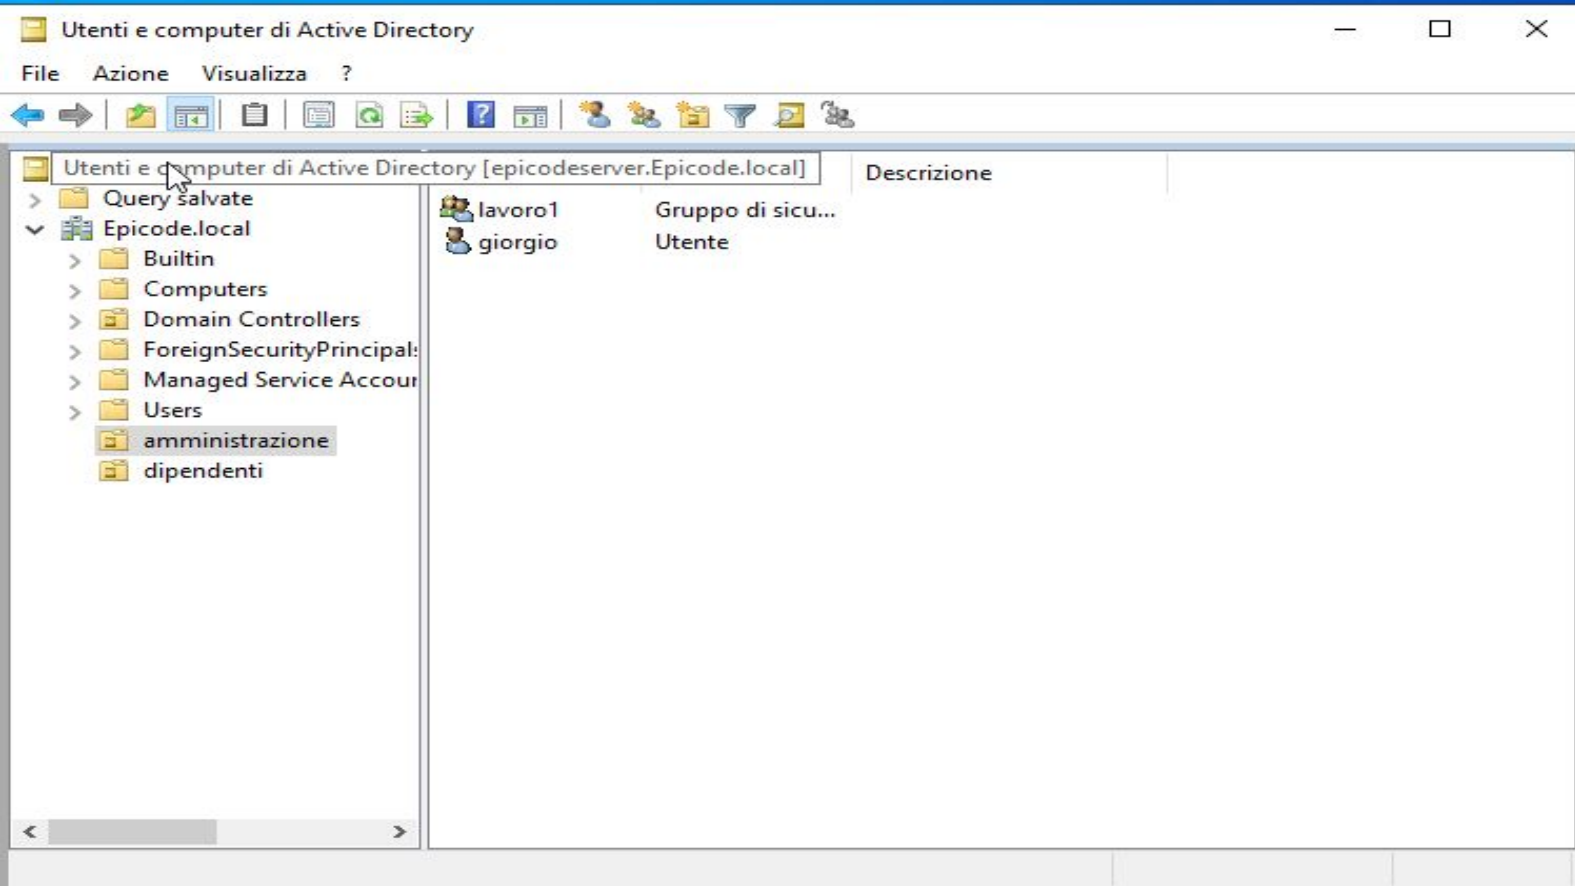 Utenti e computer di Active Directory
File Azione Visualizza ?
Utenti e computer di Active Directory [epicodeserver.Epicode.local]
Descrizione
Query salvate
Epicode.local
Builtin
Computers
Domain Controllers
ForeignSecurityPrincipals
Managed Service Accour
Users
amministrazione
dipendenti
lavoro1 Gruppo di sicu...
giorgio Utente